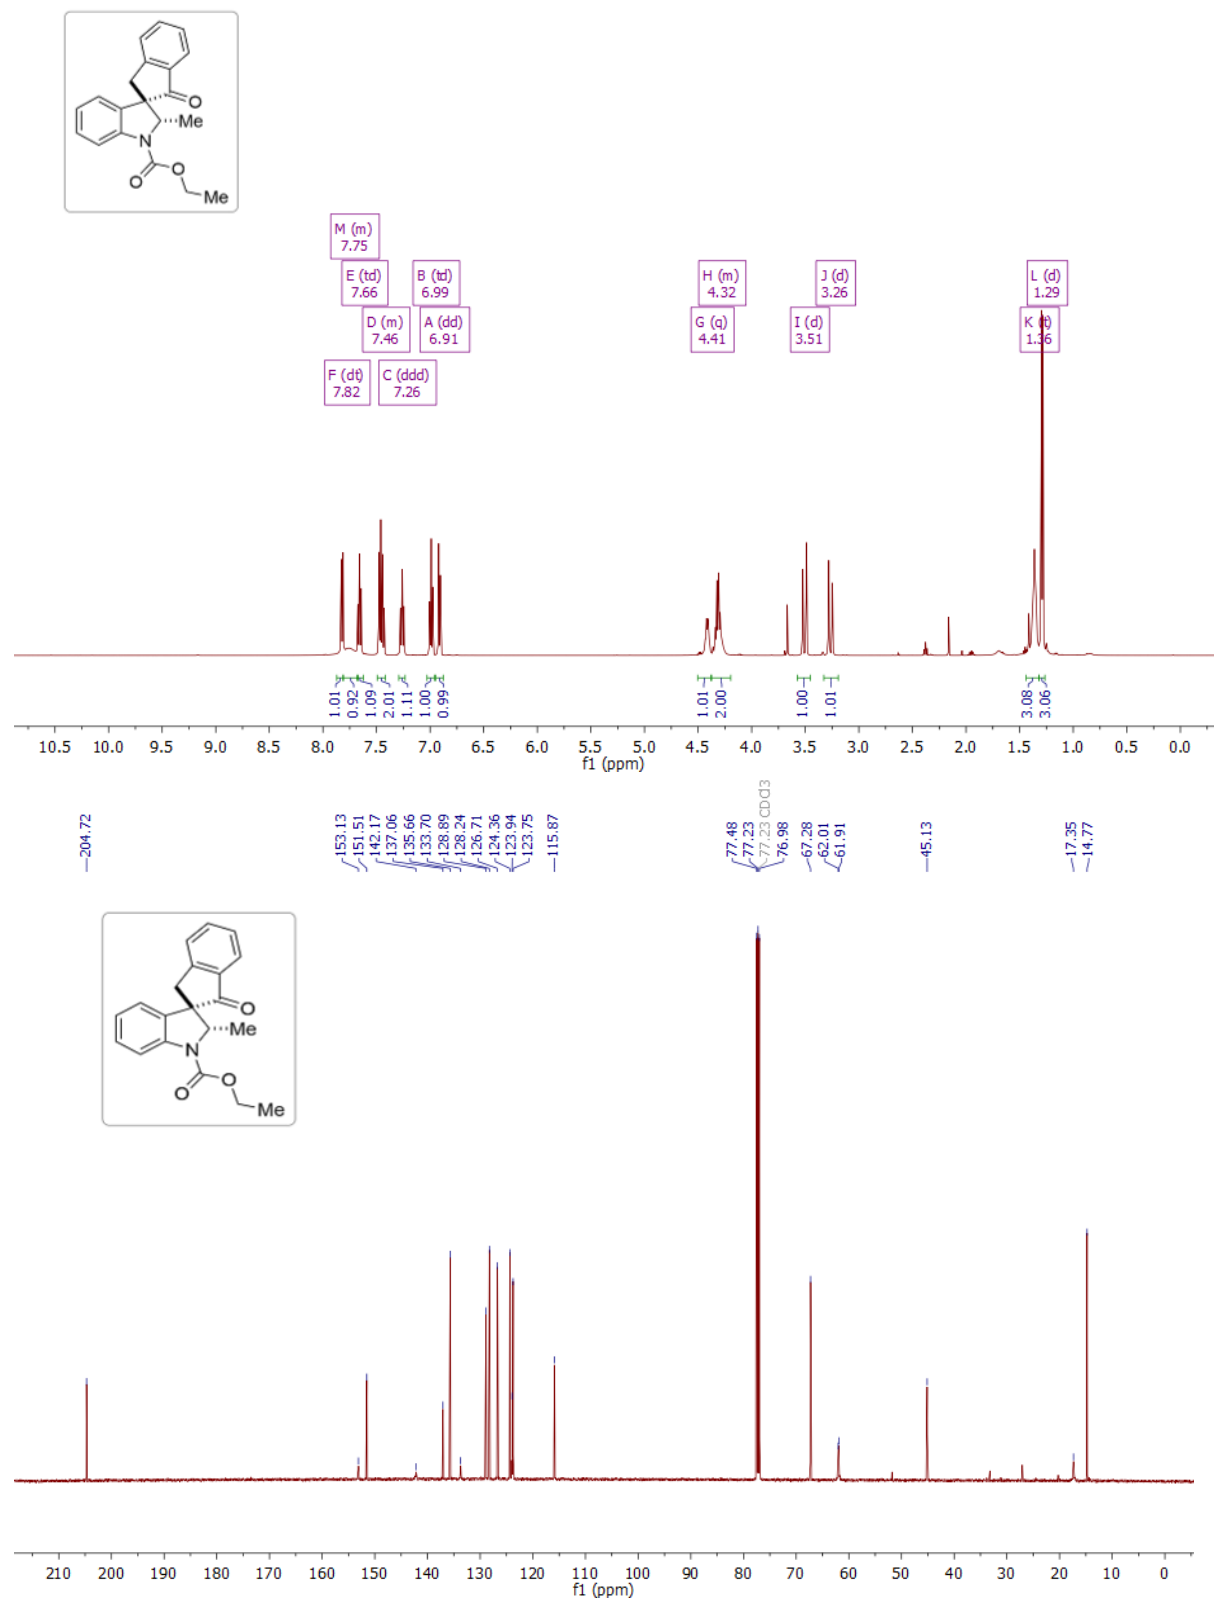 O
Me
N
O
O
Me
M (m)
7.75
E (td)
7.66
B (td)
6.99
H (m)
4.32
J (d)
3.26
L (d)
1.29
D (m)
7.46
A (dd)
6.91
G (q)
4.41
I (d)
3.51
K (t)
1.36
F (dt)
7.82
C (ddd)
7.26
1.01
0.92
1.09
2.01
1.11
1.00
0.99
1.01
2.00
1.00
1.01
3.08
3.06
10.5 10.0 9.5 9.0 8.5 8.0 7.5 7.0 6.5 6.0 5.5 5.0 4.5 4.0 3.5 3.0 2.5 2.0 1.5 1.0 0.5 0.0
f1 (ppm)
204.72
153.13
151.51
142.17
137.06
135.66
133.70
128.89
128.24
126.71
124.36
123.94
123.75
115.87
77.48
77.23
77.23 CDCl3
76.98
67.28
62.01
61.91
45.13
17.35
14.77
O
Me
N
O
O
Me
210 200 190 180 170 160 150 140 130 120 110 100 90 80 70 60 50 40 30 20 10 0
f1 (ppm)